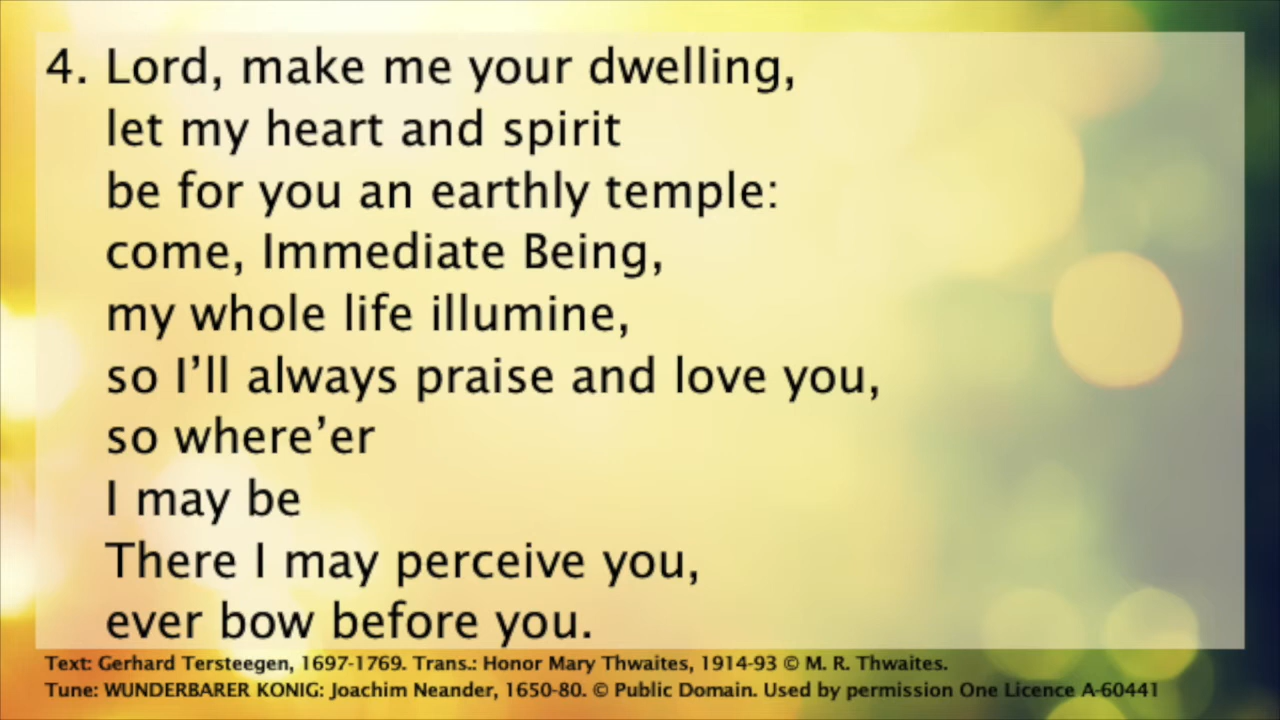 4. Lord, make me your dwelling,
let my heart and spirit
be for you an earthly temple:
come, Immediate Being,
my whole life illumine,
so I’ll always praise and love you,
so where’er
I may be
There I may perceive you,
ever bow before you.
Text: Gerhard Tersteegen, 1697-1769. Trans.: Honor Mary Thwaites, 1914-93 © M. R. Thwaites.
Tune: WUNDERBARER KONIG: Joachim Neander, 1650-80. © Public Domain. Used by permission One Licence A-60441